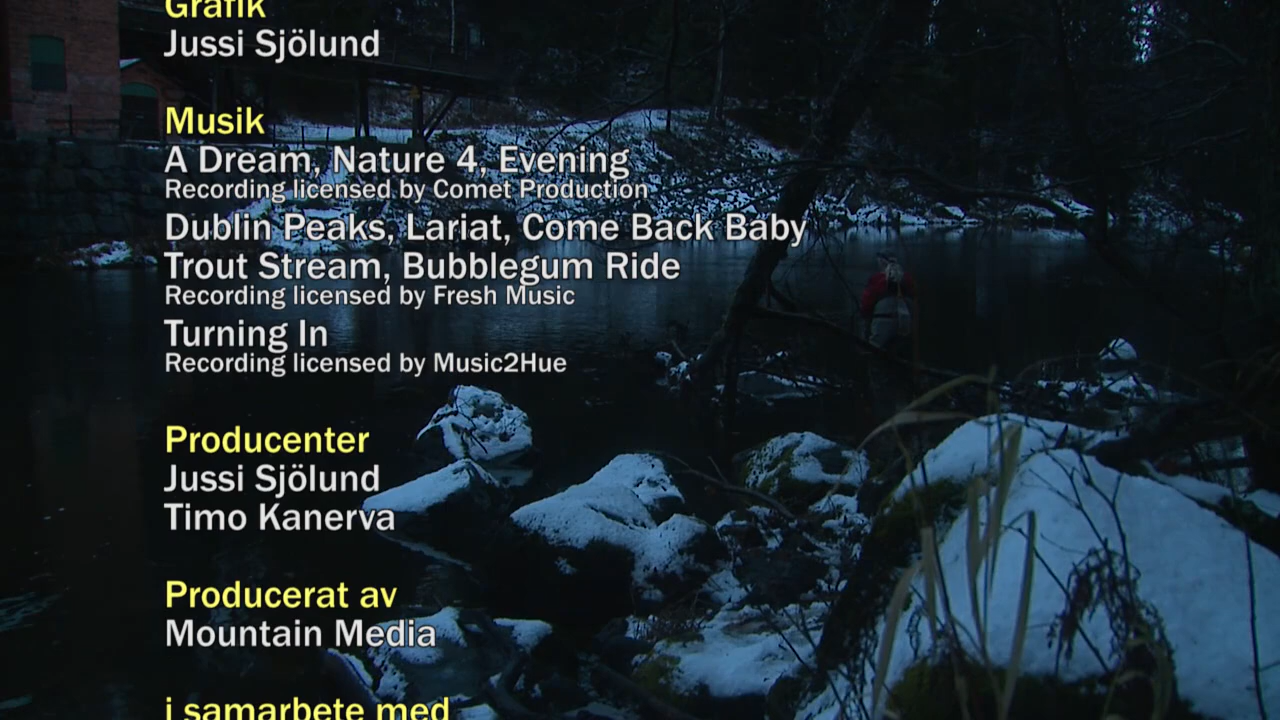 Grafik
Jussi Sjölund
Musik
A Dream, Nature 4, Evening
Recording licensed by Comet Production
Dublin Peaks, Lariat, Come Back Baby
Trout Stream, Bubblegum Ride
Recording licensed by Fresh Music
Turning In
Recording licensed by Music2Hue
Producenter
Jussi Sjölund
Timo Kanerva
Producerat av
Mountain Media
i samarbete med